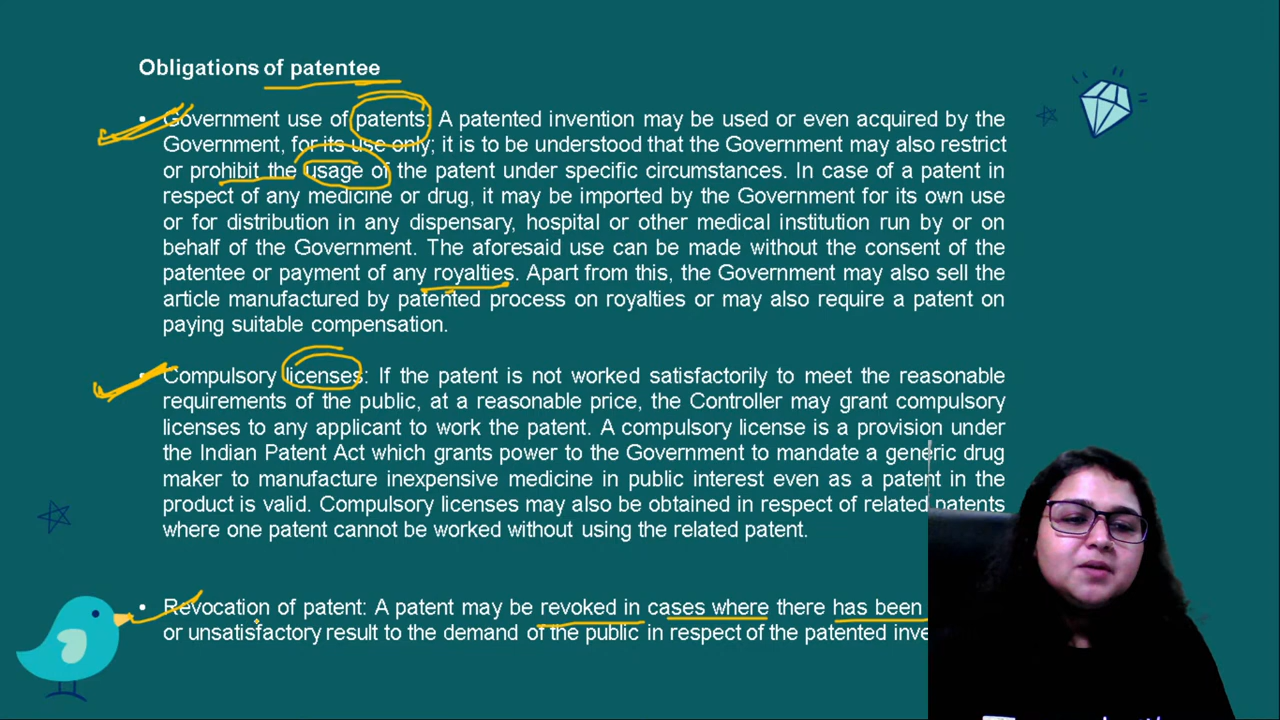 Obligations of patentee
• Government use of patents: A patented invention may be used or even acquired by the
Government, for its use only; it is to be understood that the Government may also restrict
or prohibit the usage of the patent under specific circumstances. In case of a patent in
respect of any medicine or drug, it may be imported by the Government for its own use
or for distribution in any dispensary, hospital or other medical institution run by or on
behalf of the Government. The aforesaid use can be made without the consent of the
patentee or payment of any royalties. Apart from this, the Government may also sell the
article manufactured by patented process on royalties or may also require a patent on
paying suitable compensation.
• Compulsory licenses: If the patent is not worked satisfactorily to meet the reasonable
requirements of the public, at a reasonable price, the Controller may grant compulsory
licenses to any applicant to work the patent. A compulsory license is a provision under
the Indian Patent Act which grants power to the Government to mandate a generic drug
maker to manufacture inexpensive medicine in public interest even as a patent in the
product is valid. Compulsory licenses may also be obtained in respect of related patents
where one patent cannot be worked without using the related patent.
• Revocation of patent: A patent may be revoked in cases where there has been
or unsatisfactory result to the demand of the public in respect of the patented